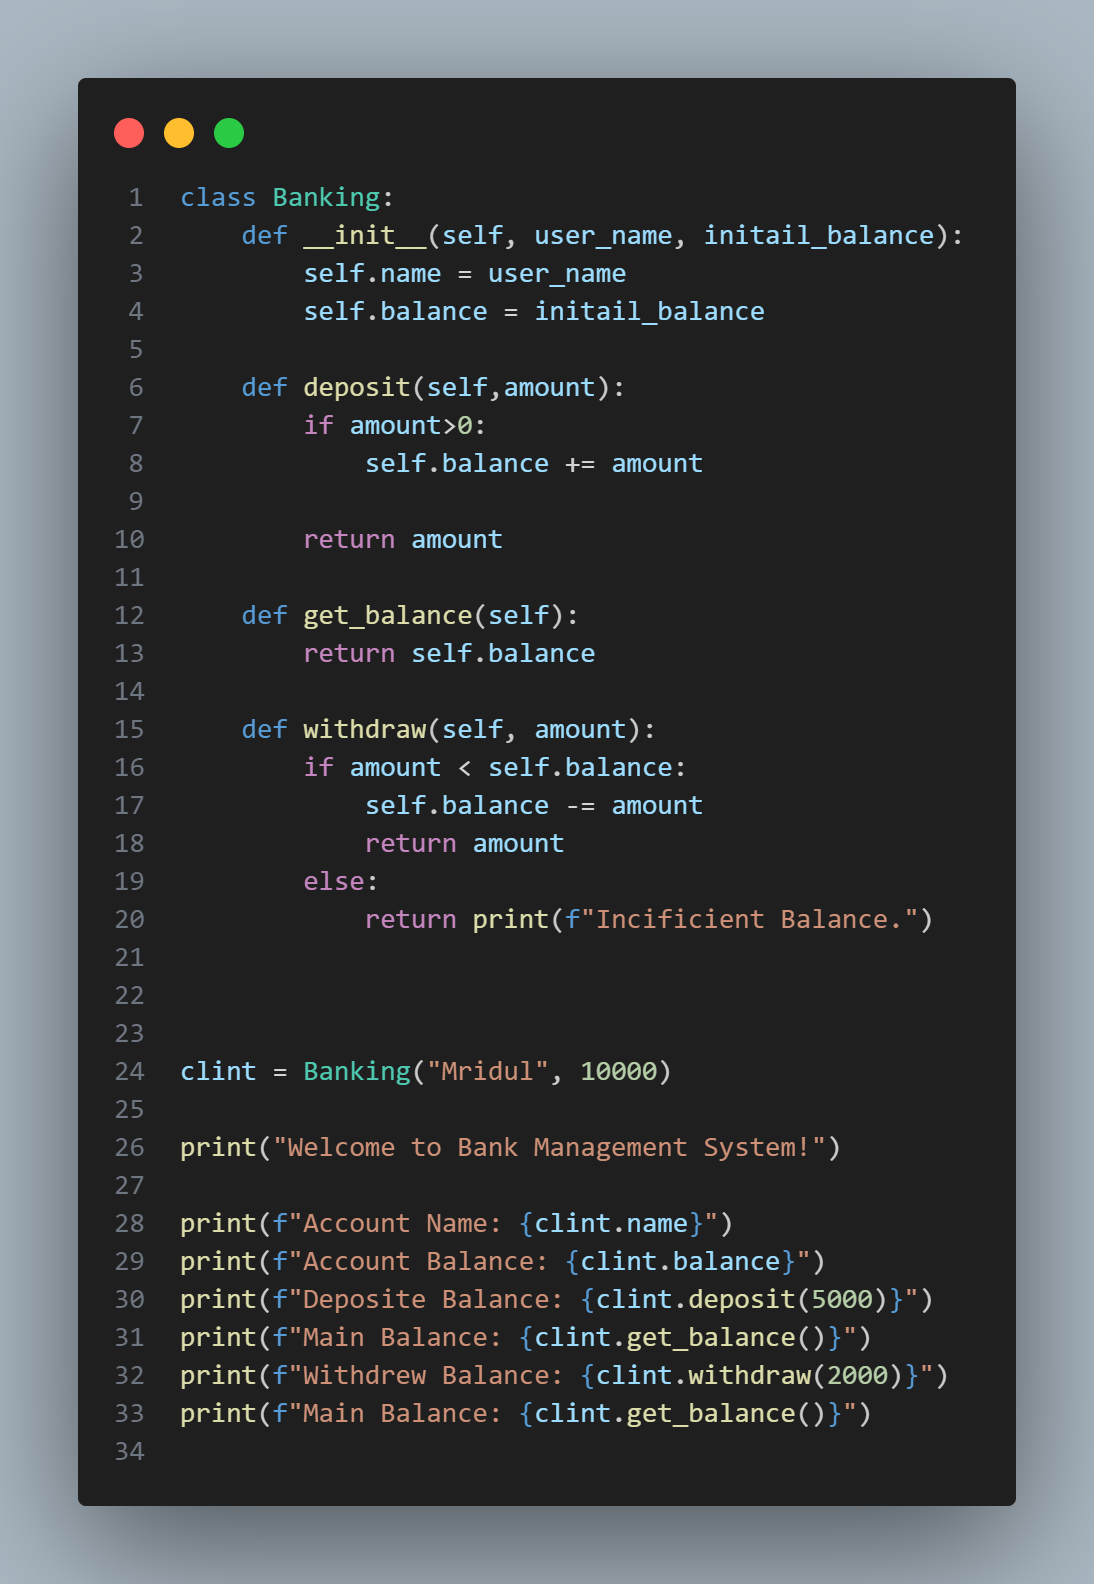 1 class Banking:
2     def __init__(self, user_name, initail_balance):
3         self.name = user_name
4         self.balance = initail_balance
5
6     def deposit(self,amount):
7         if amount>0:
8             self.balance += amount
9
10         return amount
11
12     def get_balance(self):
13         return self.balance
14
15     def withdraw(self, amount):
16         if amount < self.balance:
17             self.balance -= amount
18             return amount
19         else:
20             return print(f"Incificient Balance.")
21
22
23
24 clint = Banking("Mridul", 10000)
25
26 print("Welcome to Bank Management System!")
27
28 print(f"Account Name: {clint.name}")
29 print(f"Account Balance: {clint.balance}")
30 print(f"Deposite Balance: {clint.deposit(5000)}")
31 print(f"Main Balance: {clint.get_balance()}")
32 print(f"Withdrew Balance: {clint.withdraw(2000)}")
33 print(f"Main Balance: {clint.get_balance()}")
34